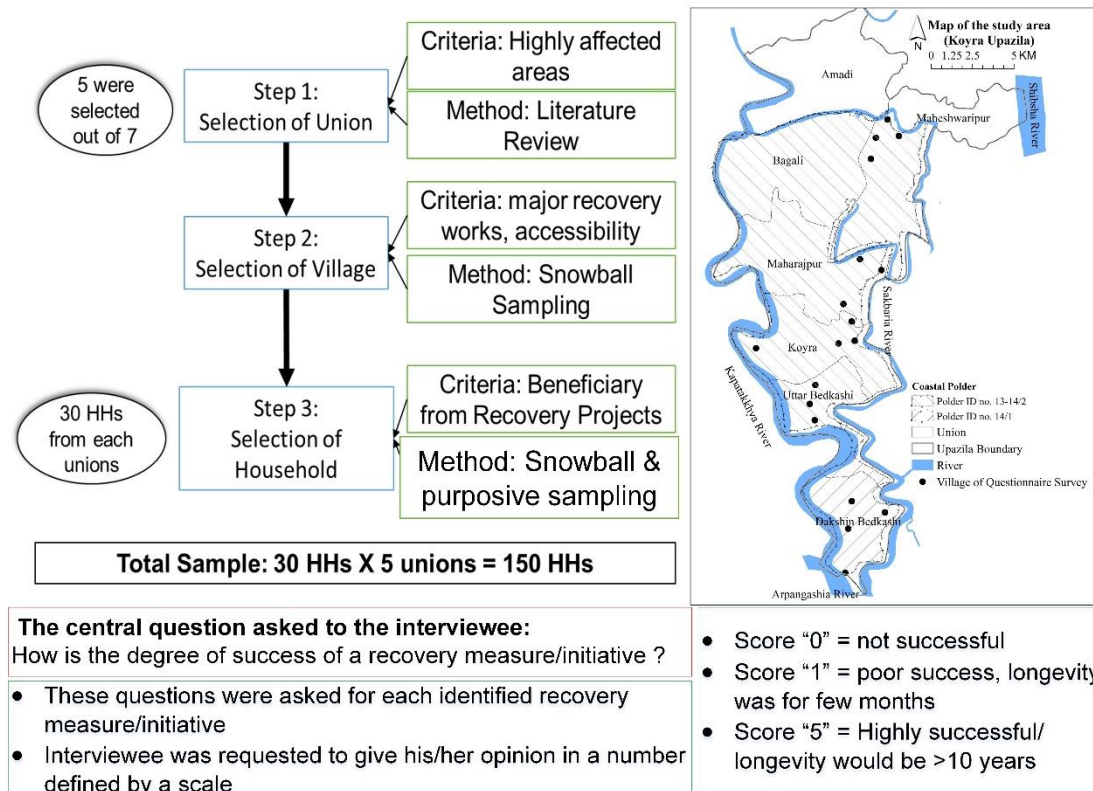 5 were
selected
out of 7
Step 1:
Selection of Union
Criteria: Highly affected
areas
Method: Literature
Review
Step 2:
Selection of Village
Criteria: major recovery
works, accessibility
Method: Snowball
Sampling
30 HHs
from each
unions
Step 3:
Selection of
Household
Criteria: Beneficiary
from Recovery Projects
Method: Snowball &
purposive sampling
Total Sample: 30 HHs X 5 unions = 150 HHs
Map of the study area
(Koyra Upazila)
N
0 1.25 2.5 5 KM
Amadi
Maheshwaripur
Shibsha River
Bagali
Maharajpur
Sakbaria River
Koyra
Kapatakkhya River
Uttar Bedkashi
Coastal Polder
Polder ID no. 13-14/2
Polder ID no. 14/1
Union
Upazila Boundary
River
Village of Questionnaire Survey
Dakshin Bedkashi
Arpangashia River
The central question asked to the interviewee:
How is the degree of success of a recovery measure/initiative ?
• These questions were asked for each identified recovery
measure/initiative
• Interviewee was requested to give his/her opinion in a number
defined by a scale
• Score “0” = not successful
• Score “1” = poor success, longevity
was for few months
• Score “5” = Highly successful/
longevity would be >10 years